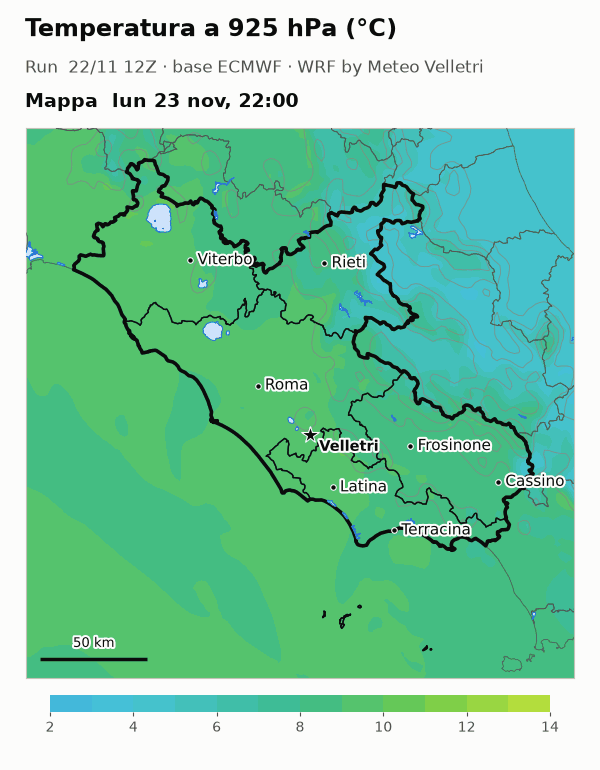 Temperatura a 925 hPa (°C)
Run  22/11 12Z · base ECMWF · WRF by Meteo Velletri
Mappa  lun 23 nov, 22:00
Viterbo
Rieti
Roma
Velletri
Frosinone
Latina
Cassino
Terracina
50 km
2 4 6 8 10 12 14